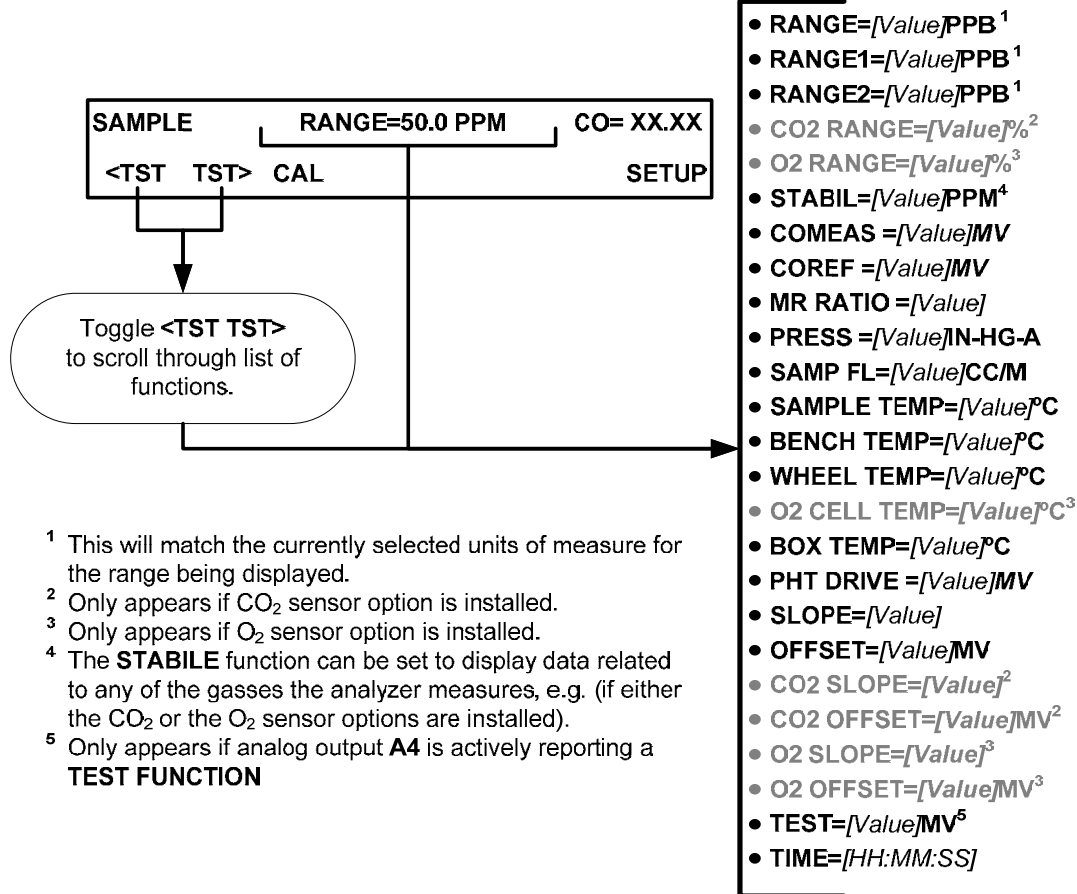 SAMPLE RANGE=50.0 PPM CO= XX.XX
<TST TST> CAL SETUP
Toggle <TST TST>
to scroll through list of
functions.
1 This will match the currently selected units of measure for
the range being displayed.
2 Only appears if CO2 sensor option is installed.
3 Only appears if O2 sensor option is installed.
4 The STABILE function can be set to display data related
to any of the gasses the analyzer measures, e.g. (if either
the CO2 or the O2 sensor options are installed).
5 Only appears if analog output A4 is actively reporting a
TEST FUNCTION
• RANGE=[Value]PPB1
• RANGE1=[Value]PPB1
• RANGE2=[Value]PPB1
• CO2 RANGE=[Value]%2
• O2 RANGE=[Value]%3
• STABIL=[Value]PPM4
• COMEAS =[Value]MV
• COREF =[Value]MV
• MR RATIO =[Value]
• PRESS =[Value]IN-HG-A
• SAMP FL=[Value]CC/M
• SAMPLE TEMP=[Value]ºC
• BENCH TEMP=[Value]ºC
• WHEEL TEMP=[Value]ºC
• O2 CELL TEMP=[Value]ºC3
• BOX TEMP=[Value]ºC
• PHT DRIVE =[Value]MV
• SLOPE=[Value]
• OFFSET=[Value]MV
• CO2 SLOPE=[Value]2
• CO2 OFFSET=[Value]MV2
• O2 SLOPE=[Value]3
• O2 OFFSET=[Value]MV3
• TEST=[Value]MV5
• TIME=[HH:MM:SS]